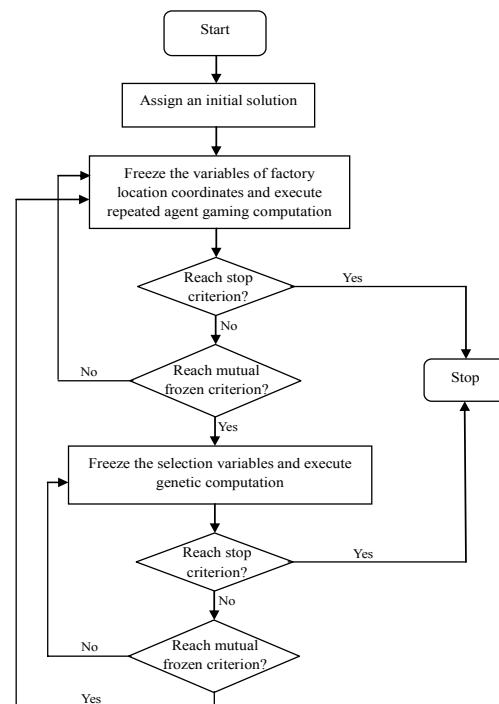 Start
Assign an initial solution
Freeze the variables of factory
location coordinates and execute
repeated agent gaming computation
Reach stop
criterion?
Yes
No
Reach mutual
frozen criterion?
No
Stop
Yes
Freeze the selection variables and execute
genetic computation
Reach stop
criterion?
Yes
No
Reach mutual
frozen criterion?
No
Yes